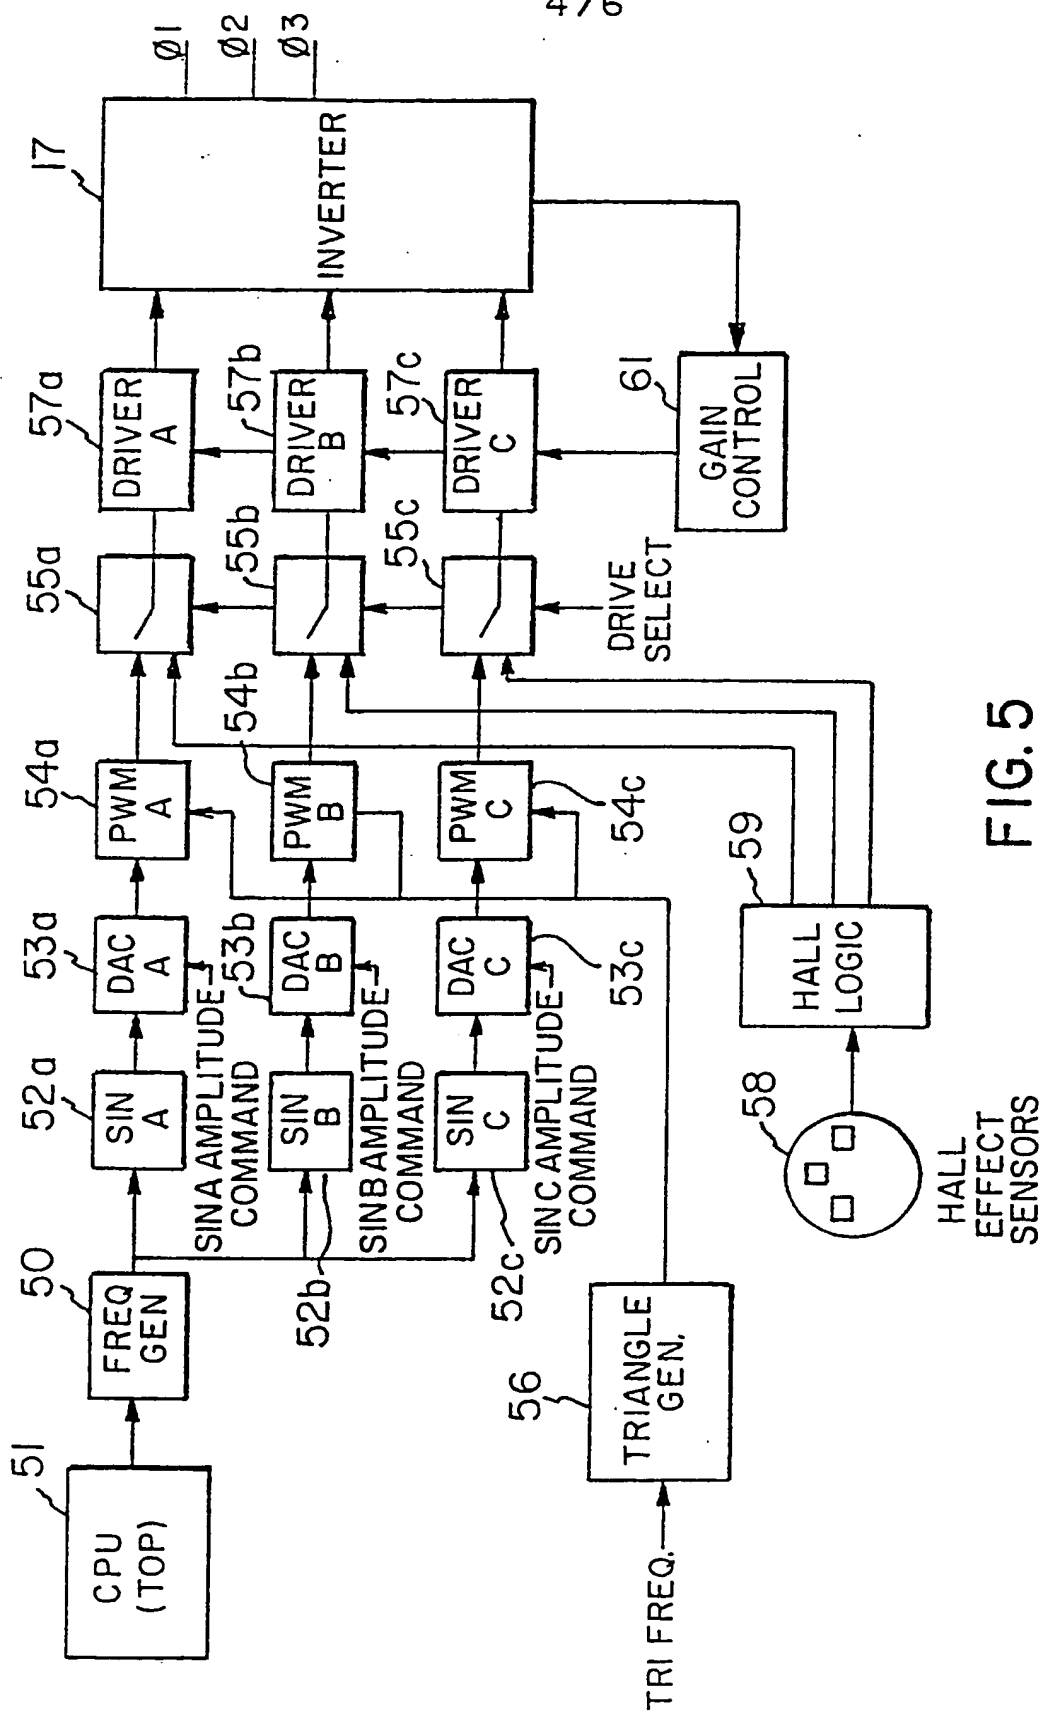 4/6
51
CPU
(TOP)
50
FREQ
GEN
52a
SIN
A
53a
DAC
A
54a
PWM
A
55a
57a
DRIVER
A
17
INVERTER
Ø1
Ø2
Ø3
SIN A AMPLITUDE
COMMAND
52b
SIN
B
53b
DAC
B
54b
PWM
B
55b
57b
DRIVER
B
SIN B AMPLITUDE
COMMAND
52c
SIN
C
53c
DAC
C
54c
PWM
C
55c
57c
DRIVER
C
SIN C AMPLITUDE
COMMAND
DRIVE
SELECT
61
GAIN
CONTROL
TRI FREQ.
56
TRIANGLE
GEN.
58
HALL
EFFECT
SENSORS
59
HALL
LOGIC
FIG. 5